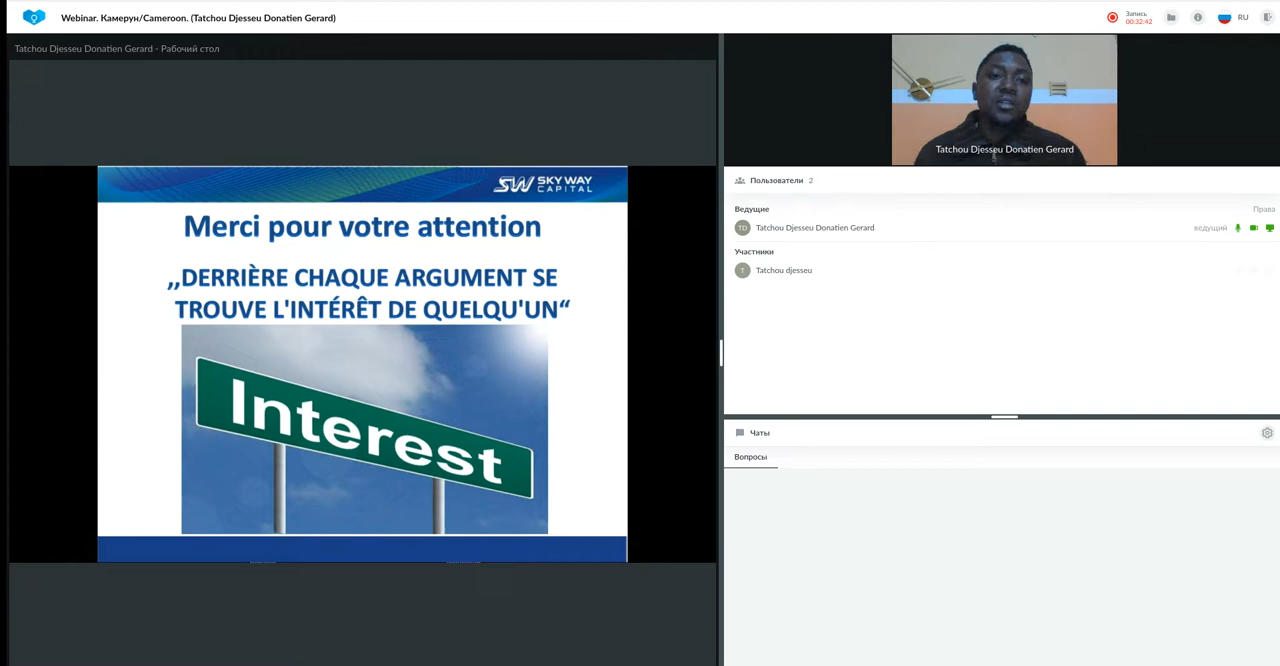 Webinar. Камерун/Cameroon. (Tatchou Djesseu Donatien Gerard)
Запись
00:32:42
RU
Tatchou Djesseu Donatien Gerard - Рабочий стол
SW SKY WAY
CAPITAL
Merci pour votre attention
,,DERRIÈRE CHAQUE ARGUMENT SE
TROUVE L'INTÉRÊT DE QUELQU'UN“
Interest
Tatchou Djesseu Donatien Gerard
Пользователи 2
Ведущие Права
TD Tatchou Djesseu Donatien Gerard ведущий
Участники
T Tatchou djesseu
Чаты
Вопросы